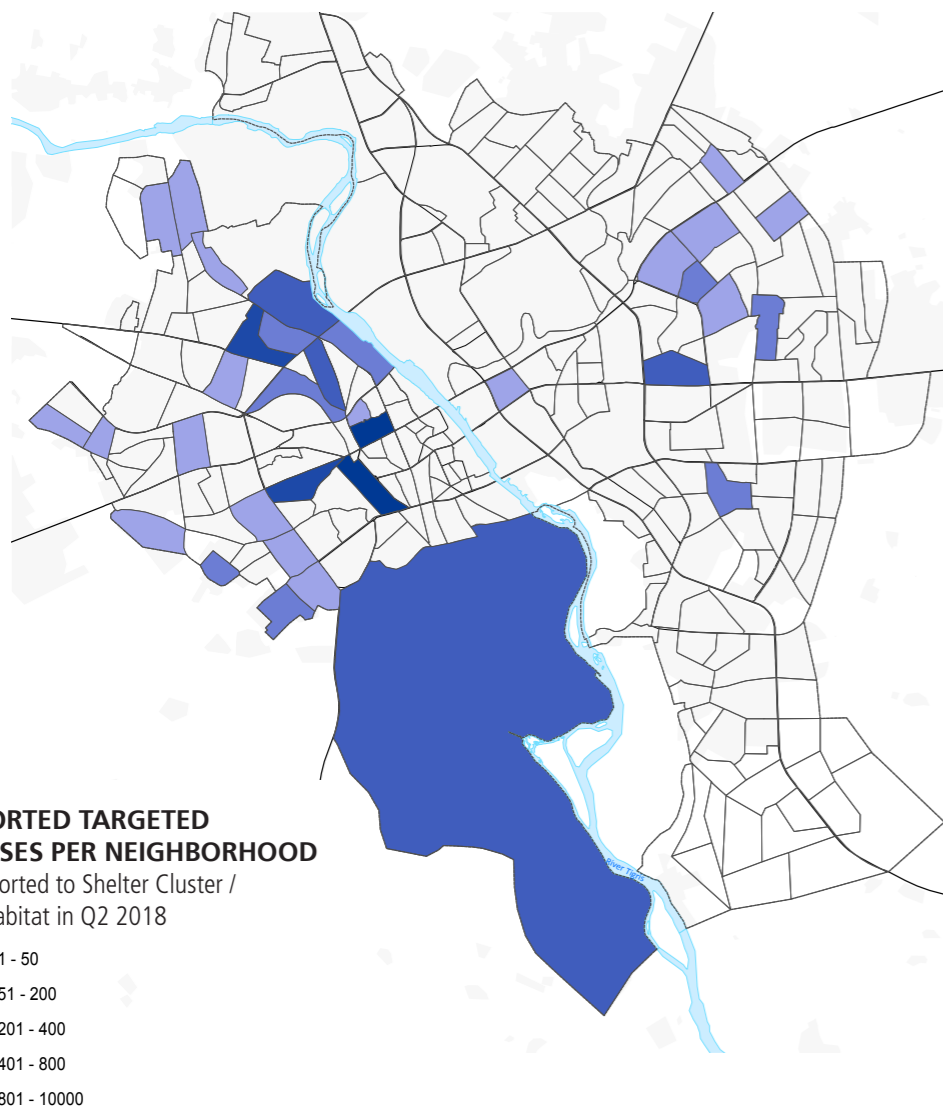 River Tigris
ORTED TARGETED
SES PER NEIGHBORHOOD
orted to Shelter Cluster /
abitat in Q2 2018
1 - 50
51 - 200
201 - 400
401 - 800
801 - 10000